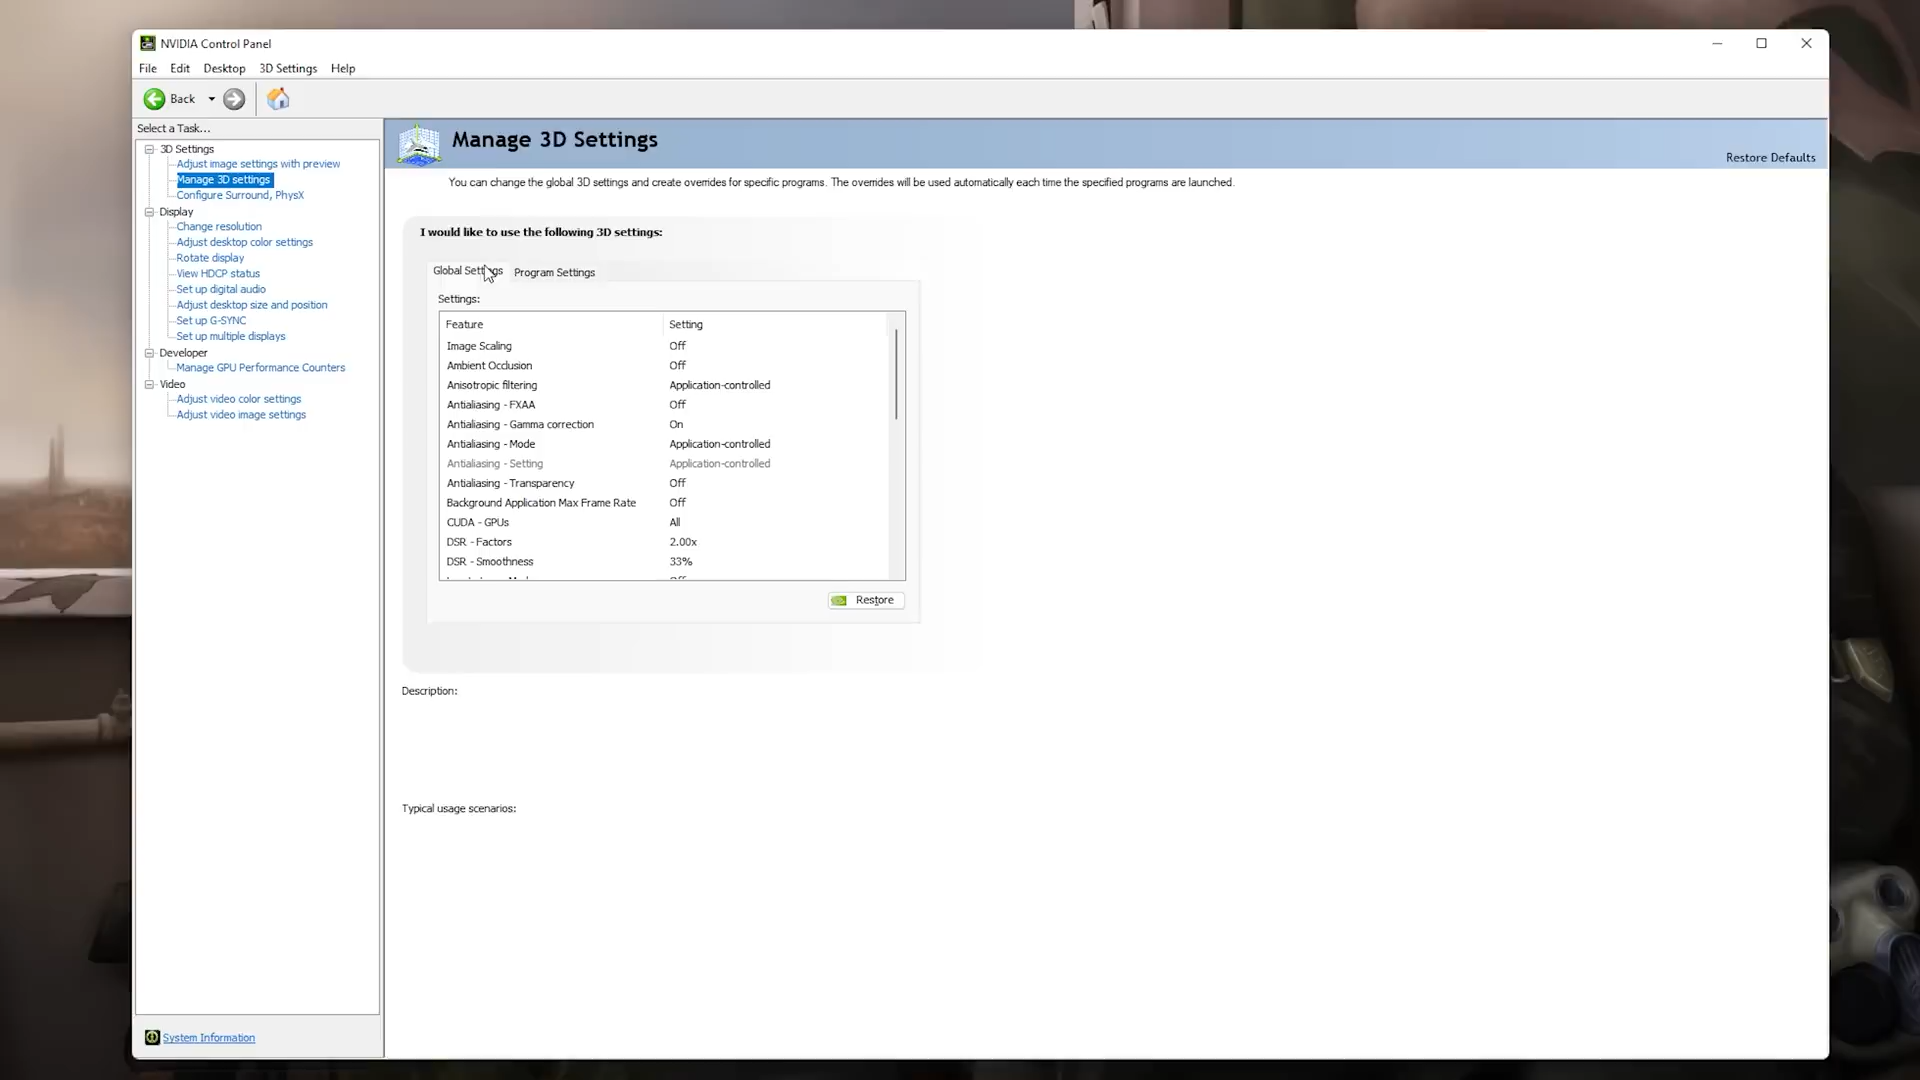 NVIDIA Control Panel
File Edit Desktop 3D Settings Help
Back
Select a Task...
3D Settings
Adjust image settings with preview
Manage 3D settings
Configure Surround, PhysX
Display
Change resolution
Adjust desktop color settings
Rotate display
View HDCP status
Set up digital audio
Adjust desktop size and position
Set up G-SYNC
Set up multiple displays
Developer
Manage GPU Performance Counters
Video
Adjust video color settings
Adjust video image settings
System Information
Manage 3D Settings
Restore Defaults
You can change the global 3D settings and create overrides for specific programs. The overrides will be used automatically each time the specified programs are launched.
I would like to use the following 3D settings:
Global Settings Program Settings
Settings:
Feature Setting
Image Scaling Off
Ambient Occlusion Off
Anisotropic filtering Application-controlled
Antialiasing - FXAA Off
Antialiasing - Gamma correction On
Antialiasing - Mode Application-controlled
Antialiasing - Setting Application-controlled
Antialiasing - Transparency Off
Background Application Max Frame Rate Off
CUDA - GPUs All
DSR - Factors 2.00x
DSR - Smoothness 33%
Restore
Description:
Typical usage scenarios: